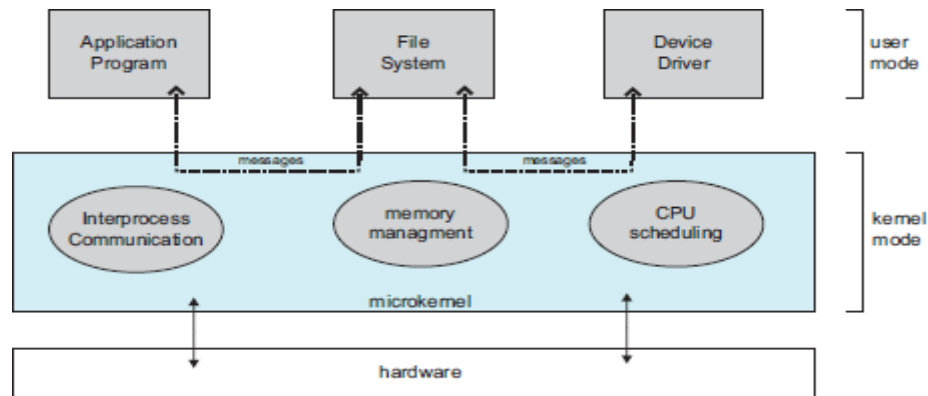 Application
Program
File
System
Device
Driver
user
mode
messages
messages
Interprocess
Communication
memory
managment
CPU
scheduling
kernel
mode
microkernel
hardware